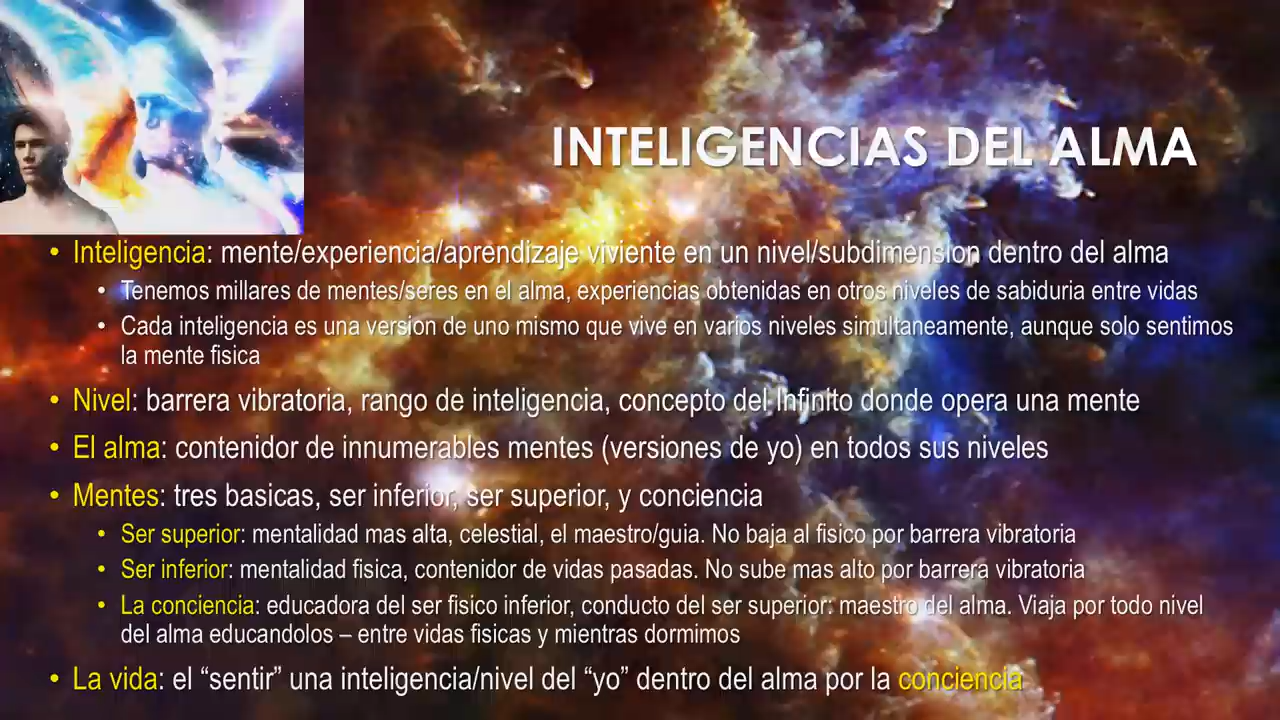 INTELIGENCIAS DEL ALMA
• Inteligencia: mente/experiencia/aprendizaje viviente en un nivel/subdimension dentro del alma
• Tenemos millares de mentes/seres en el alma, experiencias obtenidas en otros niveles de sabiduria entre vidas
• Cada inteligencia es una version de uno mismo que vive en varios niveles simultaneamente, aunque solo sentimos
la mente fisica
• Nivel: barrera vibratoria, rango de inteligencia, concepto del Infinito donde opera una mente
• El alma: contenidor de innumerables mentes (versiones de yo) en todos sus niveles
• Mentes: tres basicas, ser inferior, ser superior, y conciencia
• Ser superior: mentalidad mas alta, celestial, el maestro/guia. No baja al fisico por barrera vibratoria
• Ser inferior: mentalidad fisica, contenidor de vidas pasadas. No sube mas alto por barrera vibratoria
• La conciencia: educadora del ser fisico inferior, conducto del ser superior: maestro del alma. Viaja por todo nivel
del alma educandolos – entre vidas fisicas y mientras dormimos
• La vida: el “sentir” una inteligencia/nivel del “yo” dentro del alma por la conciencia